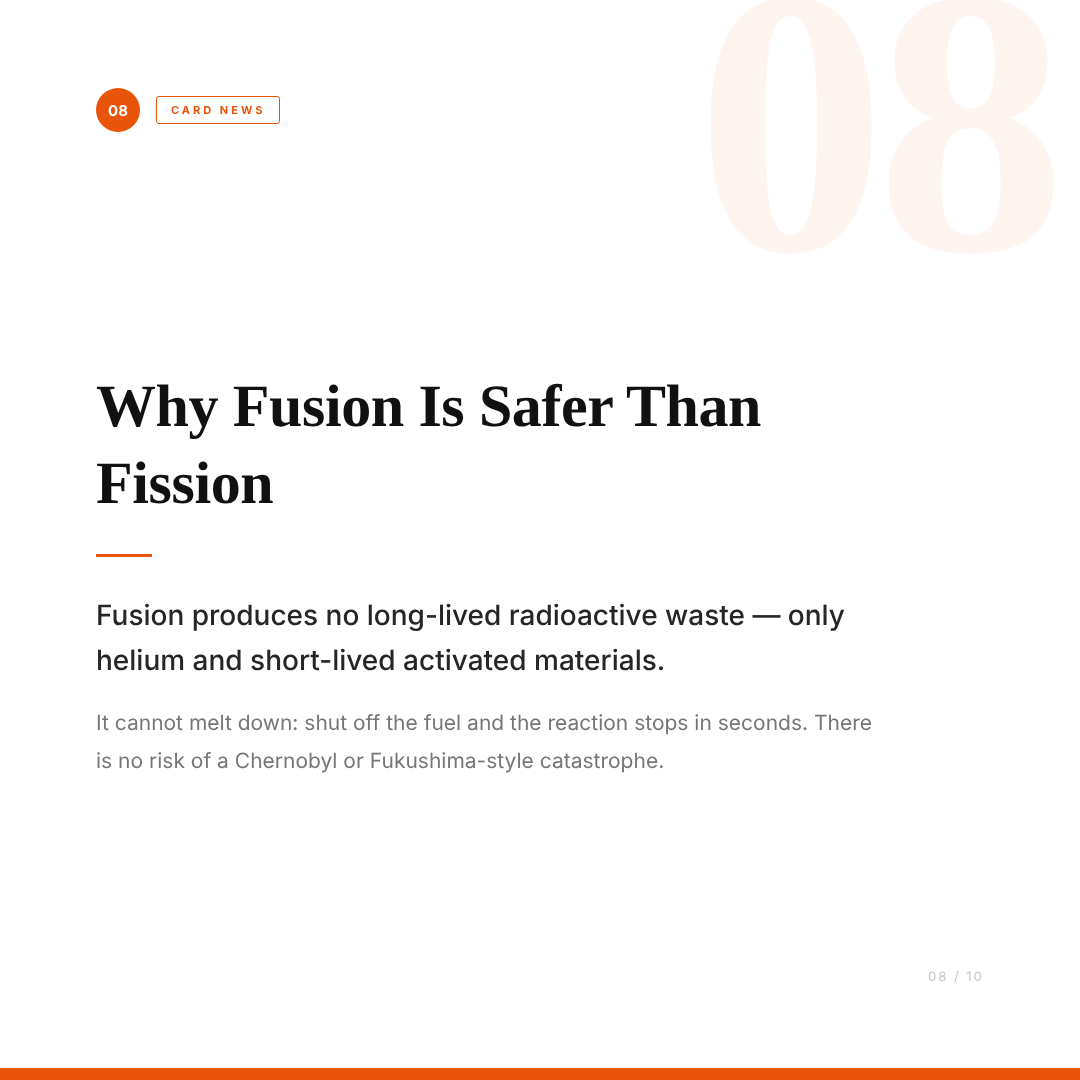 08
08
CARD NEWS
Why Fusion Is Safer Than
Fission
Fusion produces no long-lived radioactive waste — only
helium and short-lived activated materials.
It cannot melt down: shut off the fuel and the reaction stops in seconds. There
is no risk of a Chernobyl or Fukushima-style catastrophe.
08 / 10